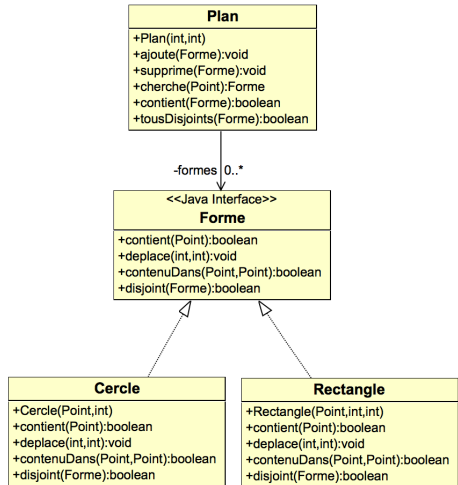 Plan
+Plan(int,int)
+ajoute(Forme):void
+supprime(Forme):void
+cherche(Point):Forme
+contient(Forme):boolean
+tousDisjoints(Forme):boolean
-formes 0..*
<<Java Interface>>
Forme
+contient(Point):boolean
+deplace(int,int):void
+contenuDans(Point,Point):boolean
+disjoint(Forme):boolean
Cercle
+Cercle(Point,int)
+contient(Point):boolean
+deplace(int,int):void
+contenuDans(Point,Point):boolean
+disjoint(Forme):boolean
Rectangle
+Rectangle(Point,int,int)
+contient(Point):boolean
+deplace(int,int):void
+contenuDans(Point,Point):boolean
+disjoint(Forme):boolean